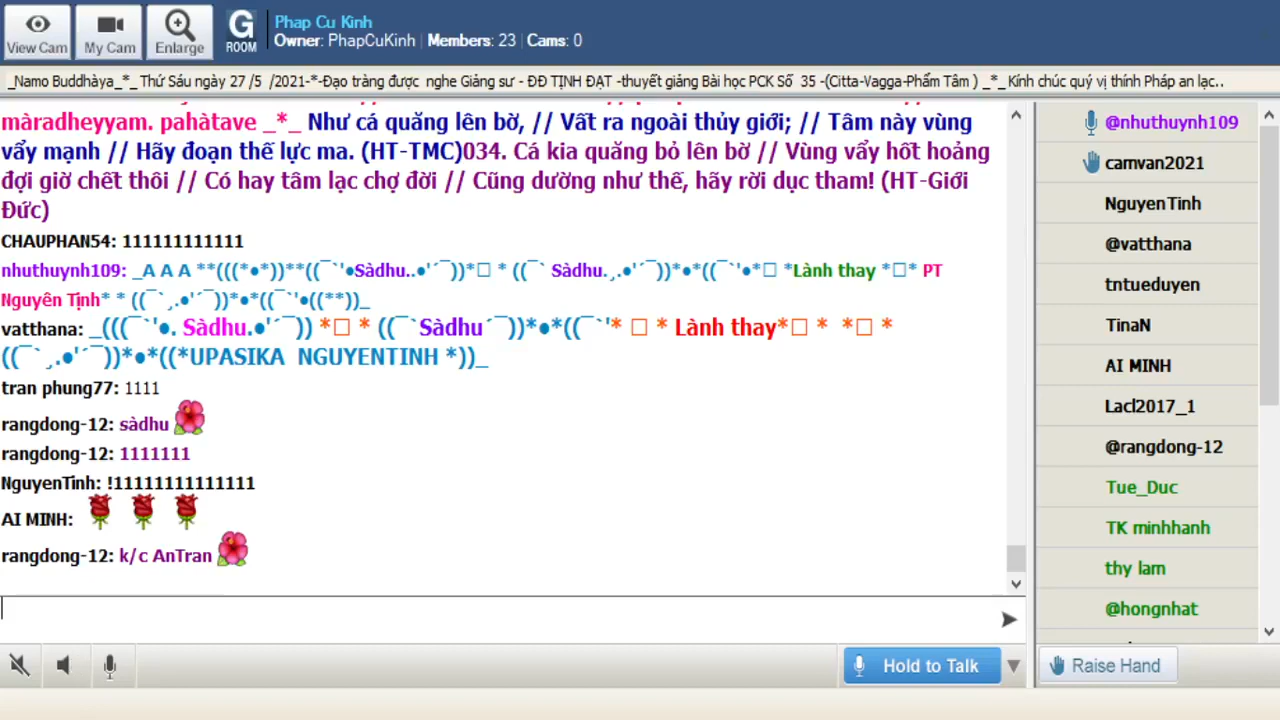 Phap Cu Kinh
View Cam My Cam Enlarge G ROOM Owner: PhapCuKinh | Members: 23 | Cams: 0
_Namo Buddhàya_*_ Thứ Sáu ngày 27 /5 /2021-*-Đạo tràng được nghe Giảng sư - ĐĐ TỊNH ĐẠT -thuyết giảng Bài học PCK Số 35 -(Citta-Vagga-Phẩm Tâm ) _*_ Kính chúc quý vị thính Pháp an lạc..
màradheyyam. pahàtave _*_ Như cá quăng lên bờ, // Vất ra ngoài thủy giới; // Tâm này vùng
vẩy mạnh // Hãy đoạn thế lực ma. (HT-TMC)034. Cá kia quăng bỏ lên bờ // Vùng vẩy hốt hoảng
đợi giờ chết thôi // Có hay tâm lạc chợ đời // Cũng dường như thế, hãy rời dục tham! (HT-Giới
Đức)
CHAUPHAN54: 111111111111
nhuthuynh109: _A A A **(((*•*))**((¯`'•Sàdhu..•'´¯))*□ * ((¯` Sàdhu.¸.•'´¯))*•*((¯`'•*□ *Lành thay *□* PT
Nguyên Tịnh* * ((¯`¸.•'´¯))*•*((¯`'•((**))_
vatthana: _(((¯`'•. Sàdhu.•'´¯)) *□ * ((¯`Sàdhu´¯))*•*((¯`'* □ * Lành thay*□ * *□ *
((¯`¸.•'´¯))*•*((*UPASIKA NGUYENTINH *))_
tran phung77: 1111
rangdong-12: sàdhu
rangdong-12: 1111111
NguyenTinh: !11111111111111
AI MINH:
rangdong-12: k/c AnTran
Hold to Talk
@nhuthuynh109
camvan2021
NguyenTinh
@vatthana
tntueduyen
TinaN
AI MINH
Lacl2017_1
@rangdong-12
Tue_Duc
TK minhhanh
thy lam
@hongnhat
Raise Hand